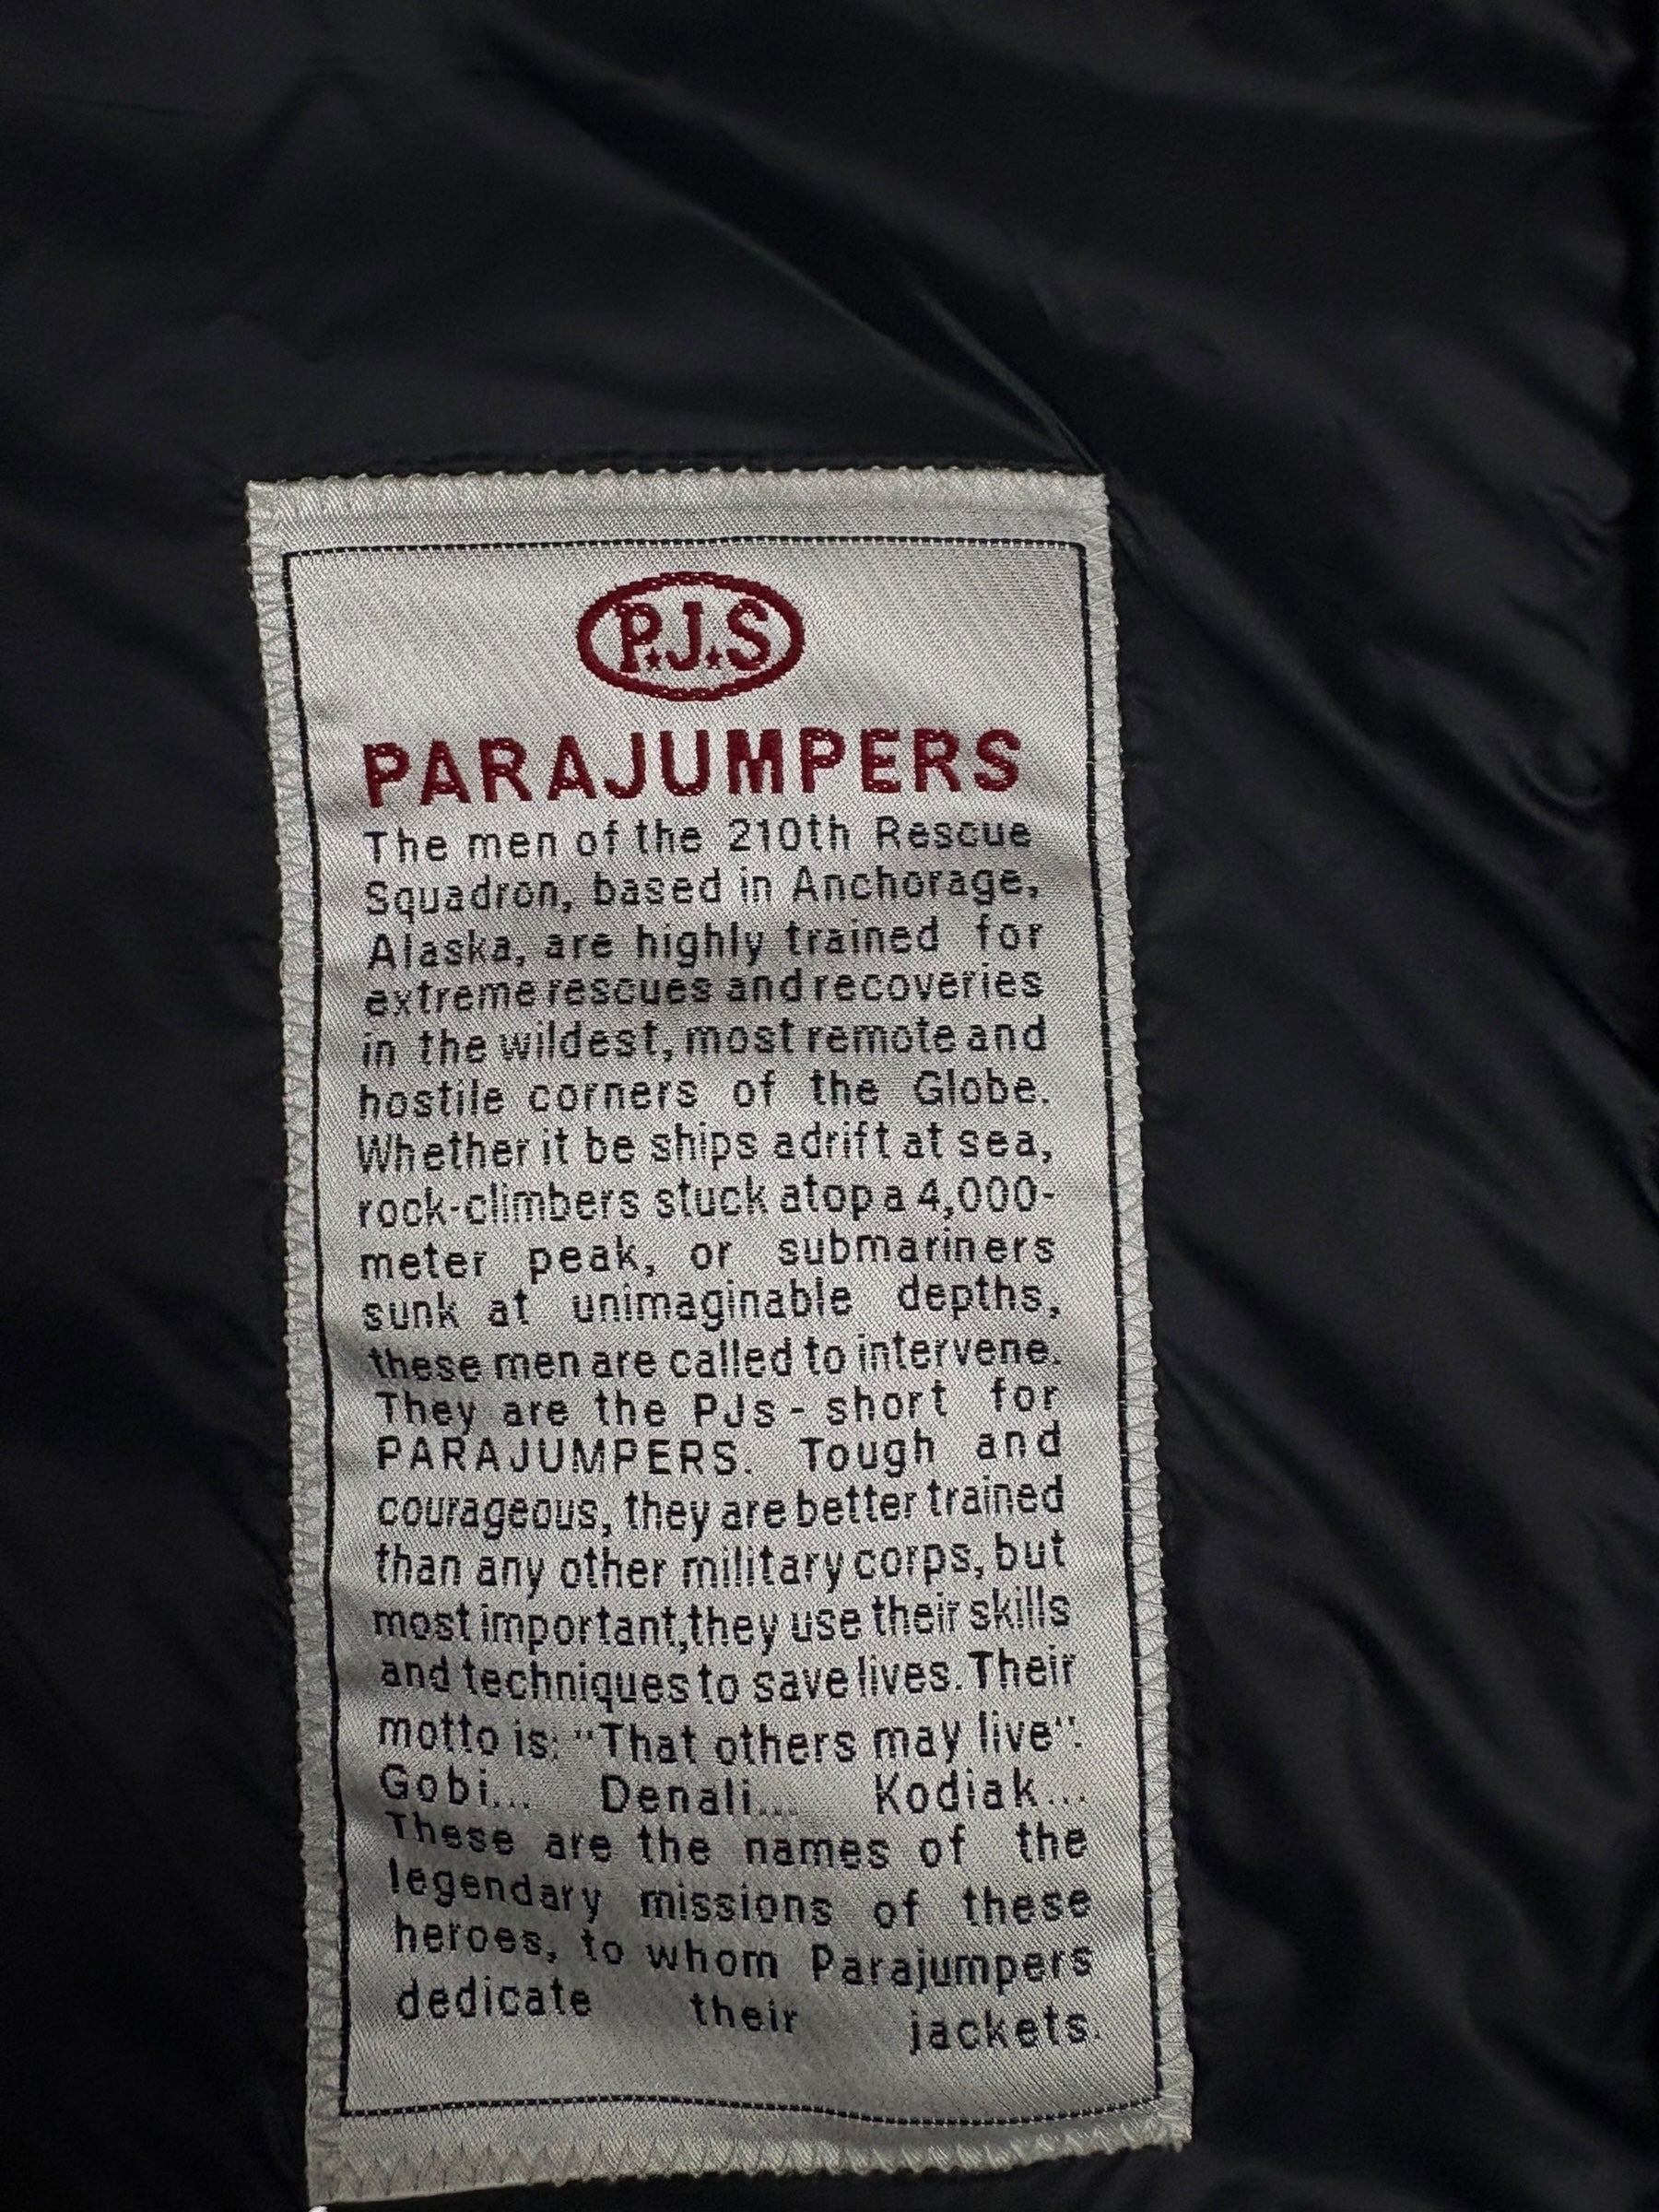 P.J.S
PARAJUMPERS
The men of the 210th Rescue
Squadron, based in Anchorage,
Alaska, are highly trained for
extreme rescues and recoveries
in the wildest, most remote and
hostile corners of the Globe.
Whether it be ships adrift at sea,
rock-climbers stuck atop a 4,000-
meter peak, or submariners
sunk at unimaginable depths,
these men are called to intervene.
They are the PJs - short for
PARAJUMPERS. Tough and
courageous, they are better trained
than any other military corps, but
most important,they use their skills
and techniques to save lives. Their
motto is: "That others may live".
Gobi... Denali... Kodiak...
These are the names of the
legendary missions of these
heroes, to whom Parajumpers
dedicate their jackets.